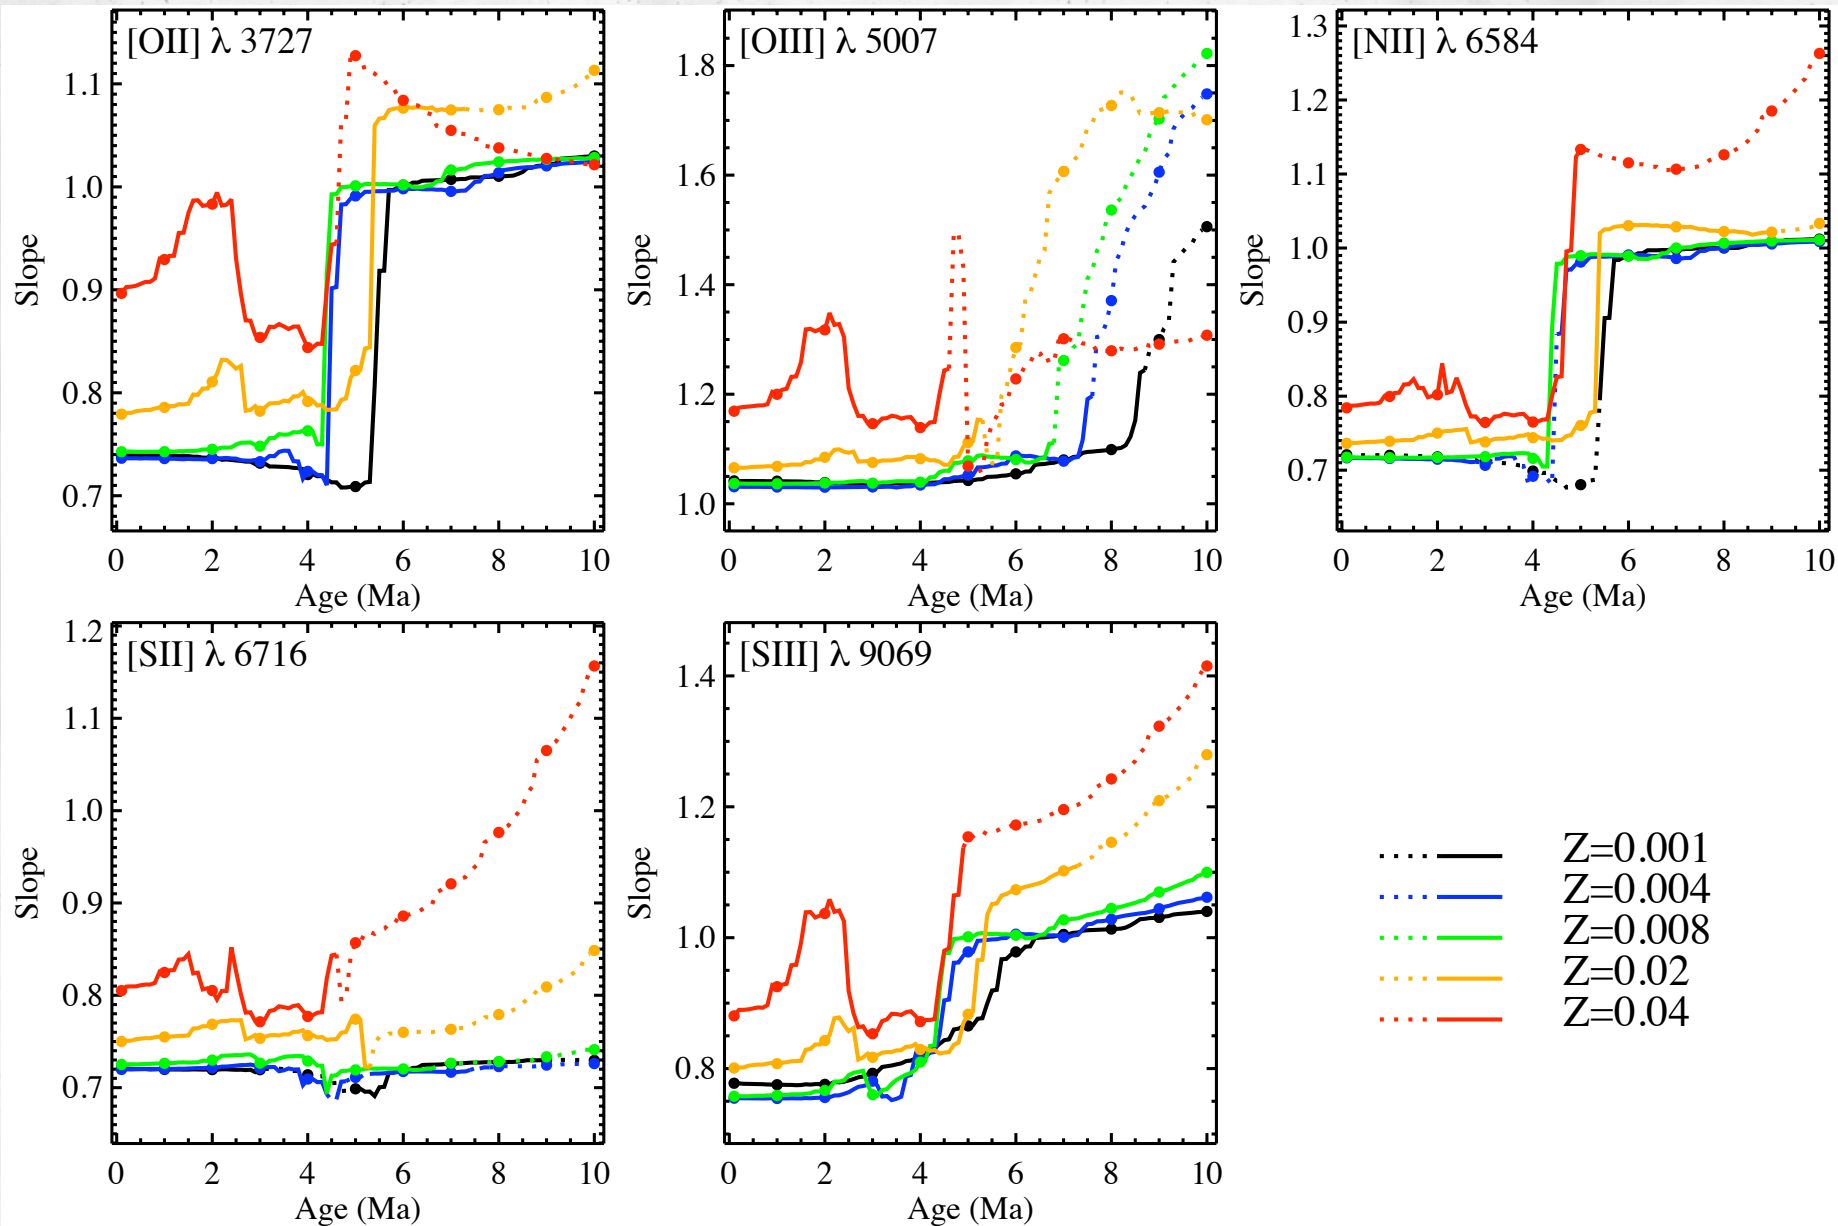 [OII] λ 3727
1.1
1.0
0.9
0.8
0.7
Slope
0 2 4 6 8 10
Age (Ma)
[OIII] λ 5007
1.8
1.6
1.4
1.2
1.0
Slope
0 2 4 6 8 10
Age (Ma)
[NII] λ 6584
1.3
1.2
1.1
1.0
0.9
0.8
0.7
Slope
0 2 4 6 8 10
Age (Ma)
[SII] λ 6716
1.2
1.1
1.0
0.9
0.8
0.7
Slope
0 2 4 6 8 10
Age (Ma)
[SIII] λ 9069
1.4
1.2
1.0
0.8
Slope
0 2 4 6 8 10
Age (Ma)
Z=0.001
Z=0.004
Z=0.008
Z=0.02
Z=0.04